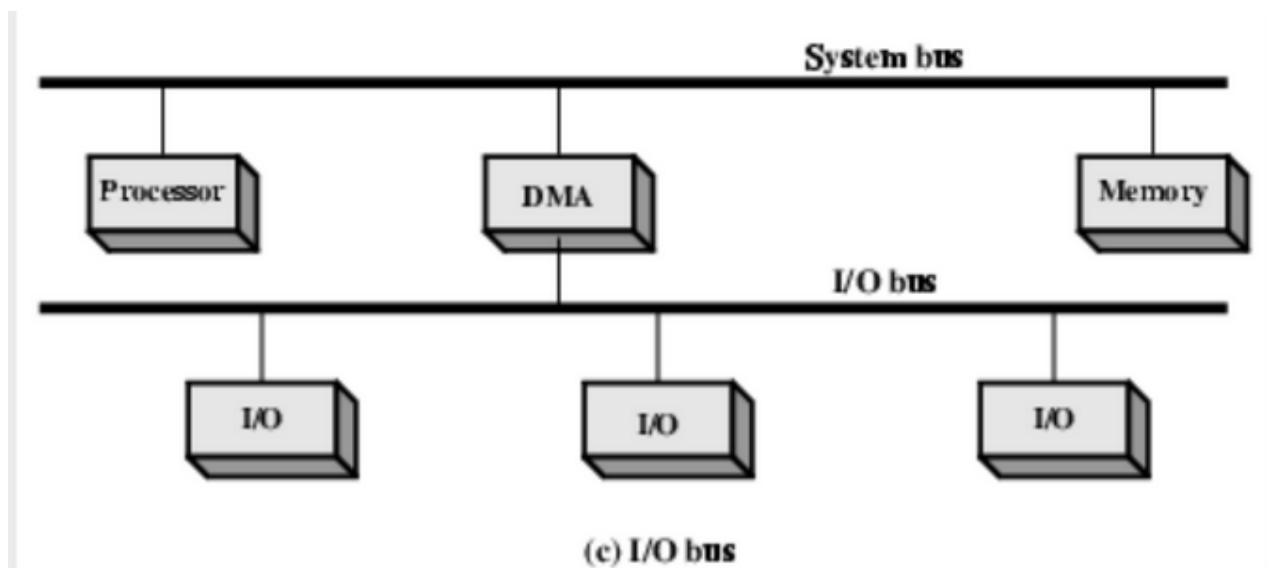 System bus
Processor
DMA
Memory
I/O bus
I/O
I/O
I/O
(c) I/O bus